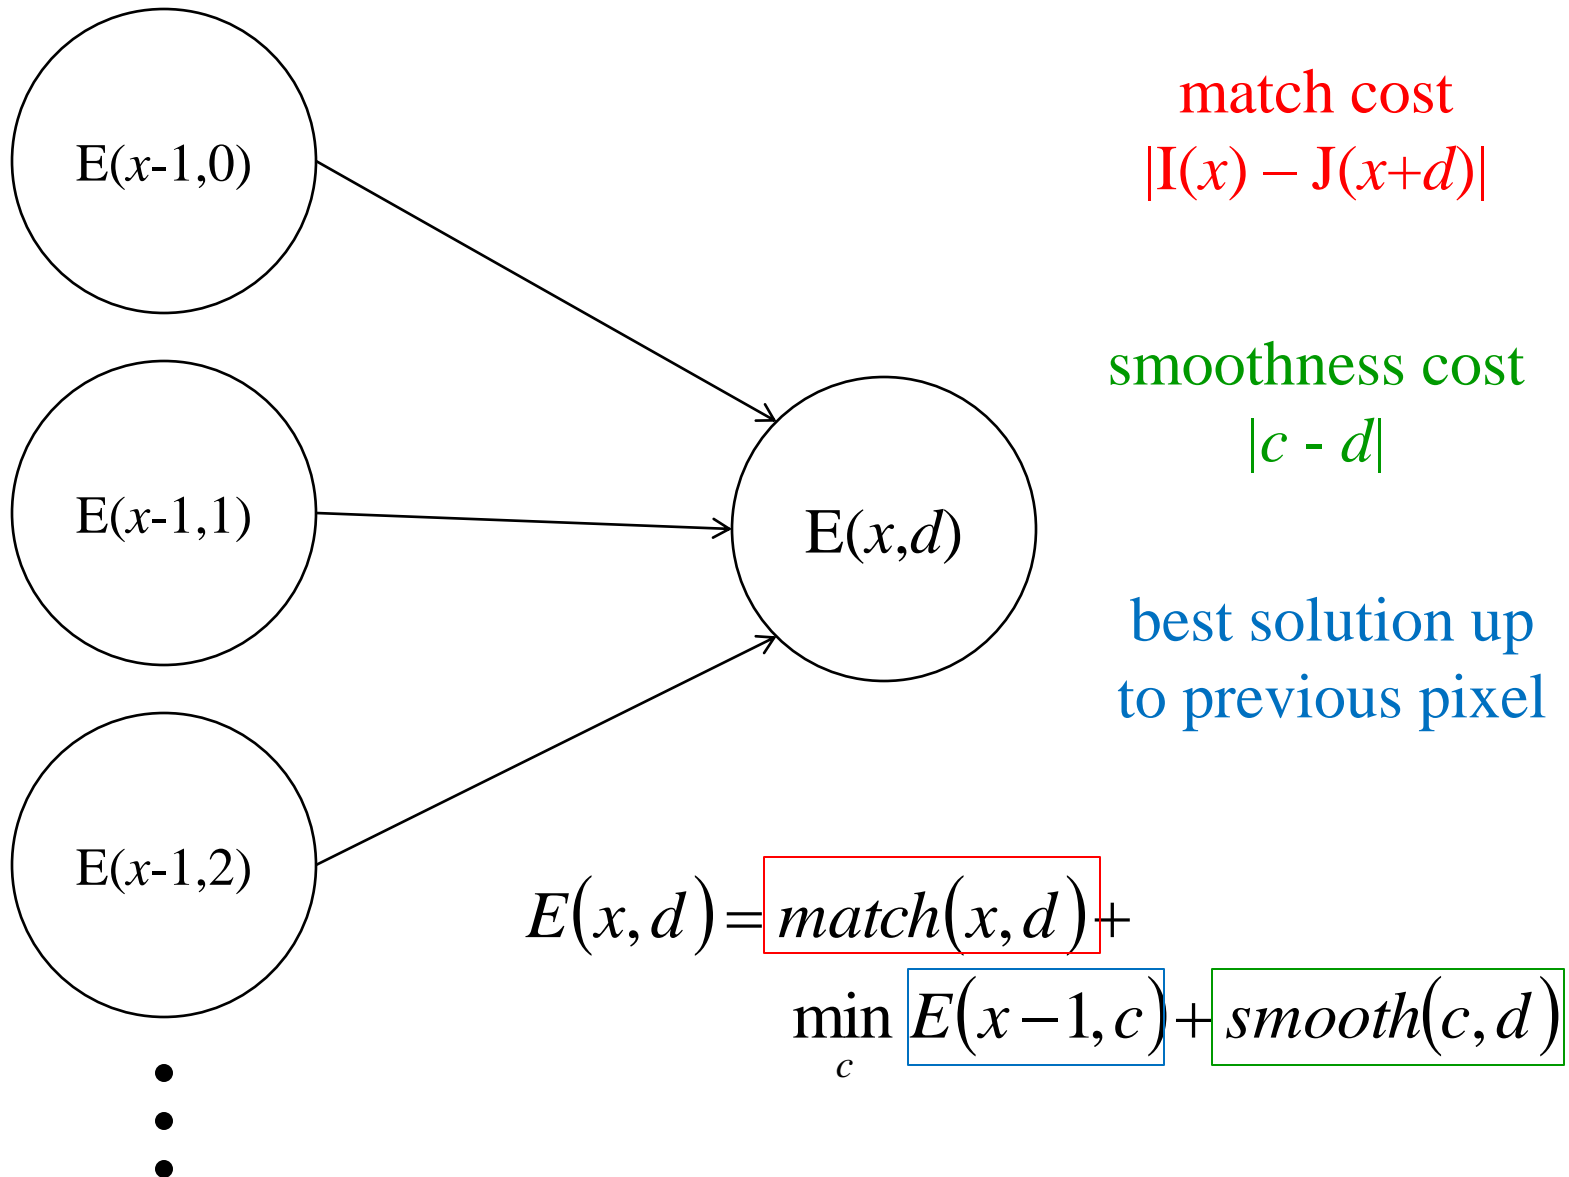 E(x-1,0)
E(x-1,1)
E(x-1,2)
E(x,d)
match cost
|I(x) – J(x+d)|
smoothness cost
|c - d|
best solution up
to previous pixel
E(x,d)=match(x,d)+
min E(x−1,c)+smooth(c,d)
c